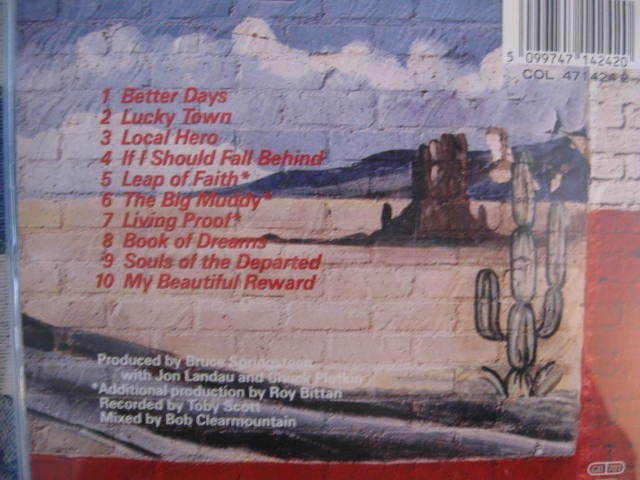 5 099747 142420
COL 471424 2
1 Better Days
2 Lucky Town
3 Local Hero
4 If I Should Fall Behind
5 Leap of Faith*
6 The Big Muddy*
7 Living Proof*
8 Book of Dreams
9 Souls of the Departed
10 My Beautiful Reward
Produced by Bruce Springsteen
with Jon Landau and Chuck Plotkin
*Additional production by Roy Bittan
Recorded by Toby Scott
Mixed by Bob Clearmountain